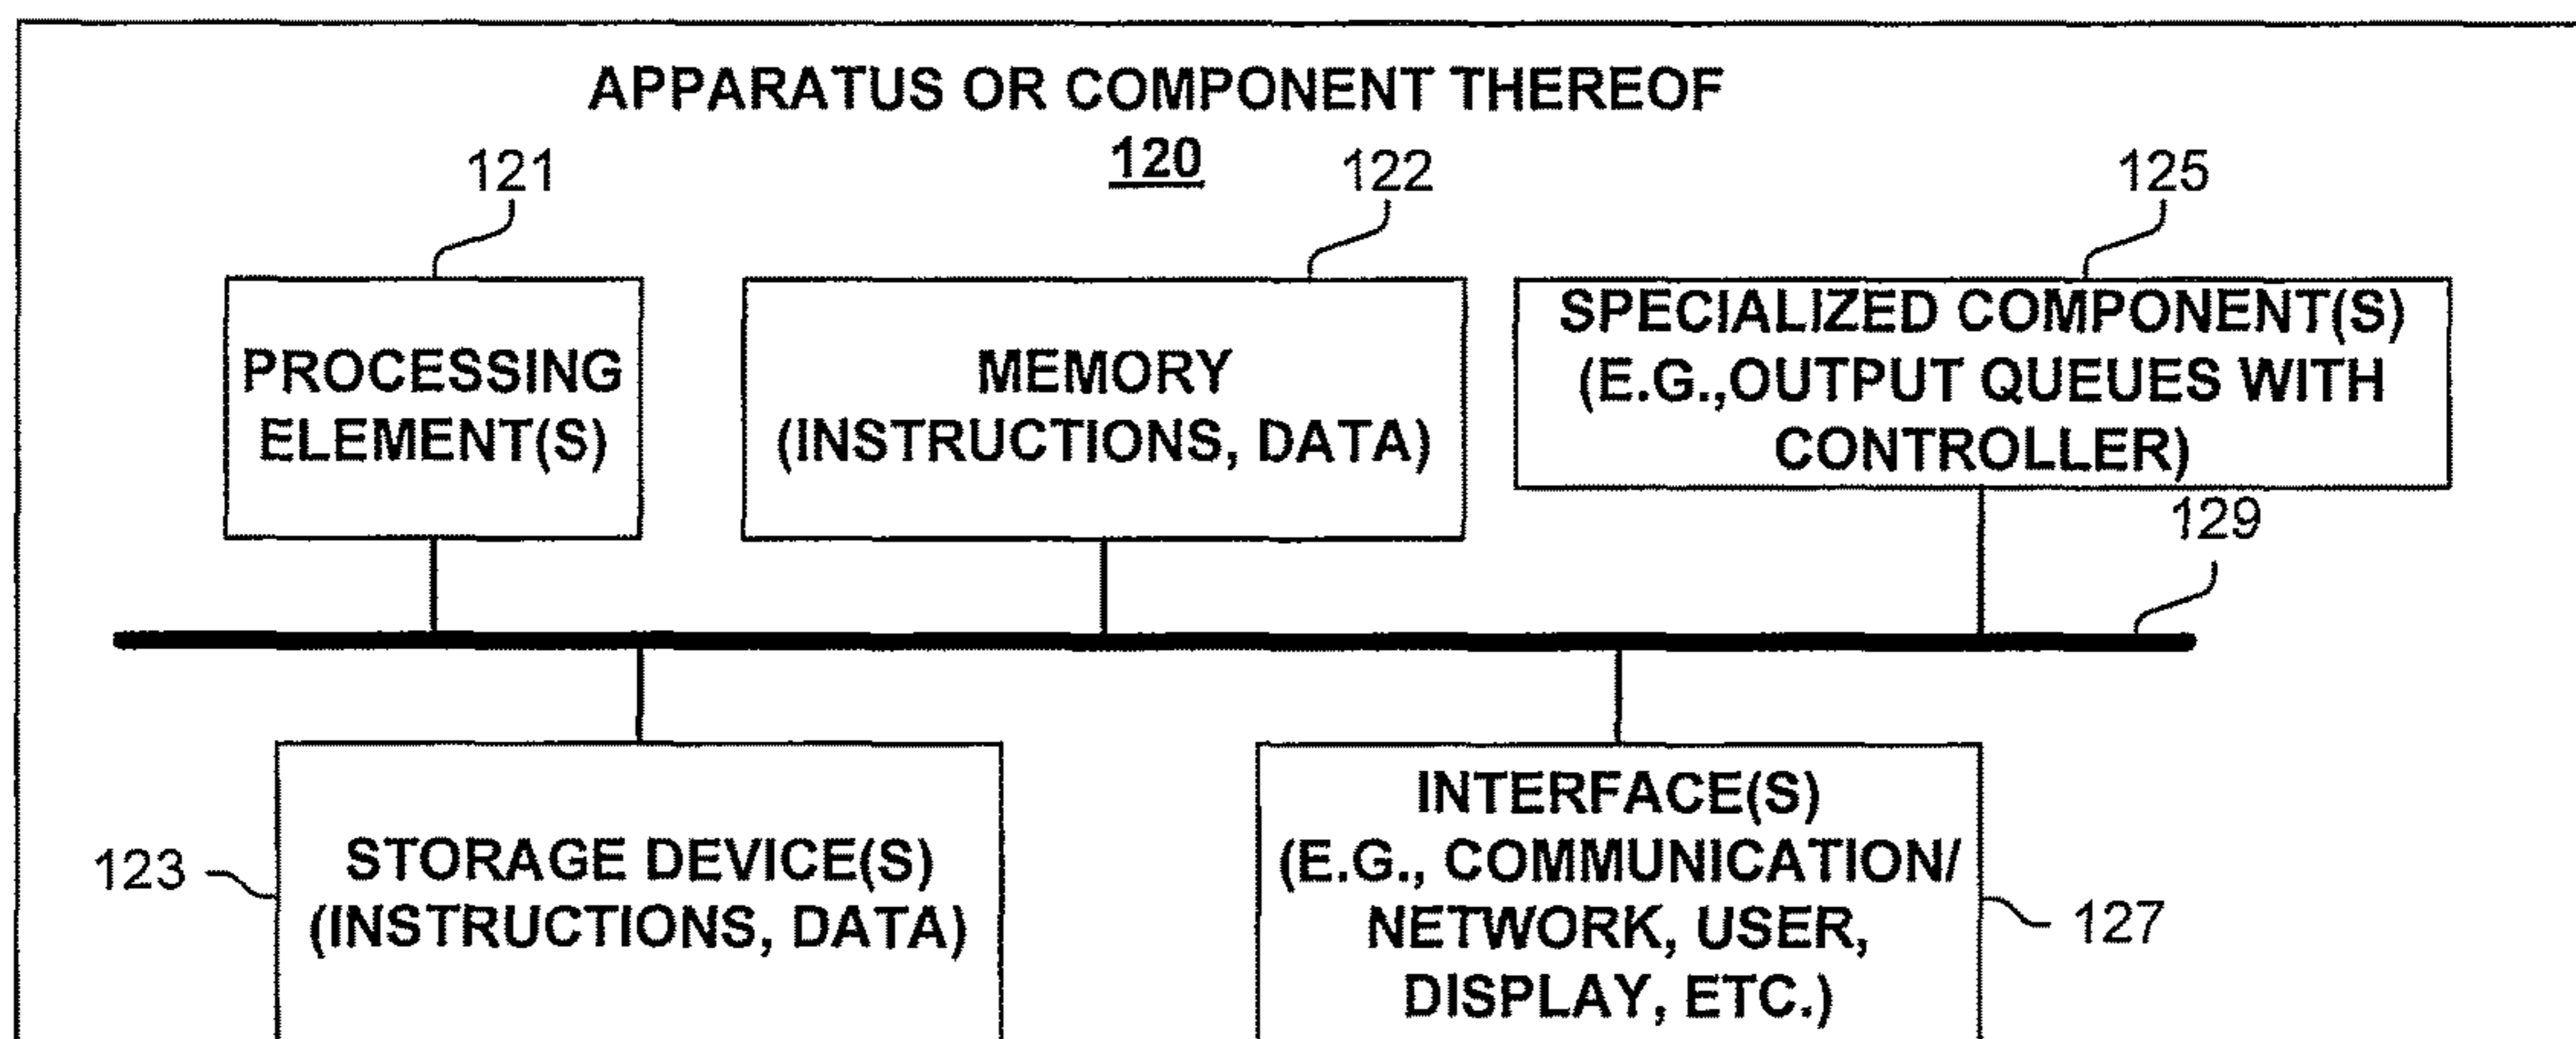 APPARATUS OR COMPONENT THEREOF
120
121
122
125
PROCESSING
ELEMENT(S)
MEMORY
(INSTRUCTIONS, DATA)
SPECIALIZED COMPONENT(S)
(E.G.,OUTPUT QUEUES WITH
CONTROLLER)
129
123
STORAGE DEVICE(S)
(INSTRUCTIONS, DATA)
INTERFACE(S)
(E.G., COMMUNICATION/
NETWORK, USER,
DISPLAY, ETC.)
127